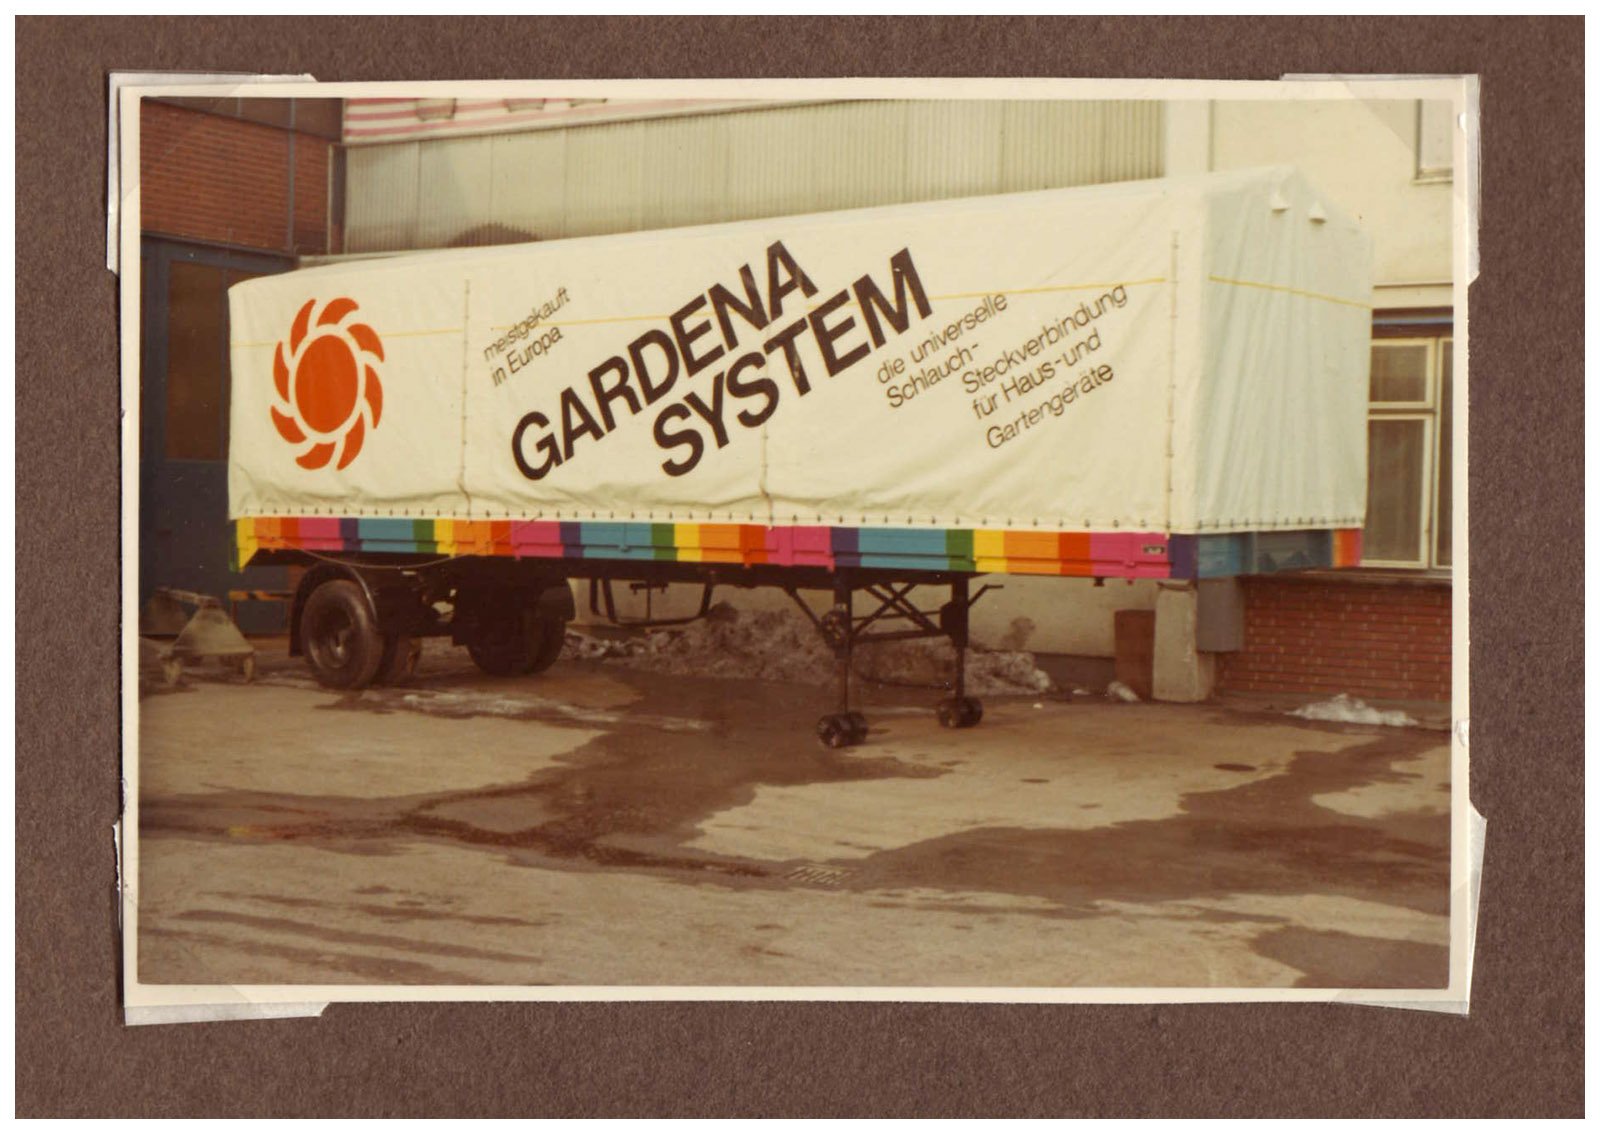 meistgekauft
in Europa
GARDENA
SYSTEM
die universelle
Schlauch-
Steckverbindung
für Haus-und
Gartengeräte